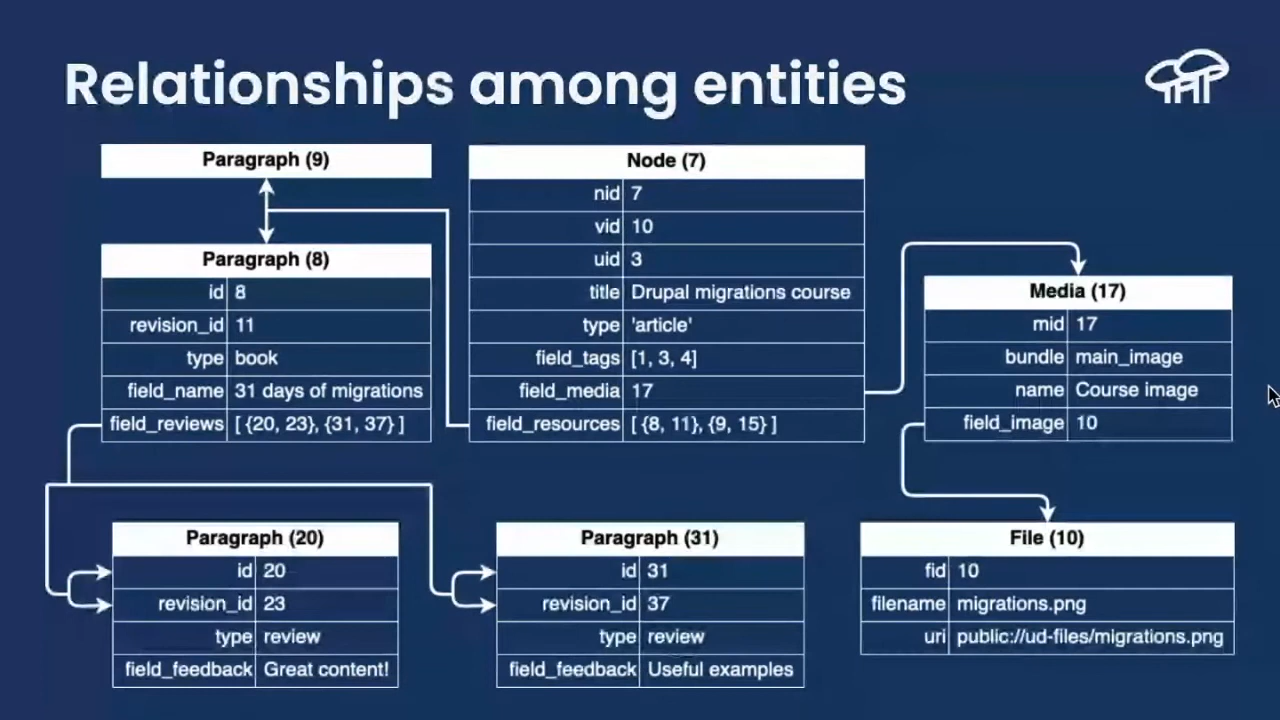 Relationships among entities
Paragraph (9)
Paragraph (8)
id 8
revision_id 11
type book
field_name 31 days of migrations
field_reviews [ {20, 23}, {31, 37} ]
Node (7)
nid 7
vid 10
uid 3
title Drupal migrations course
type 'article'
field_tags [1, 3, 4]
field_media 17
field_resources [ {8, 11}, {9, 15} ]
Media (17)
mid 17
bundle main_image
name Course image
field_image 10
Paragraph (20)
id 20
revision_id 23
type review
field_feedback Great content!
Paragraph (31)
id 31
revision_id 37
type review
field_feedback Useful examples
File (10)
fid 10
filename migrations.png
uri public://ud-files/migrations.png